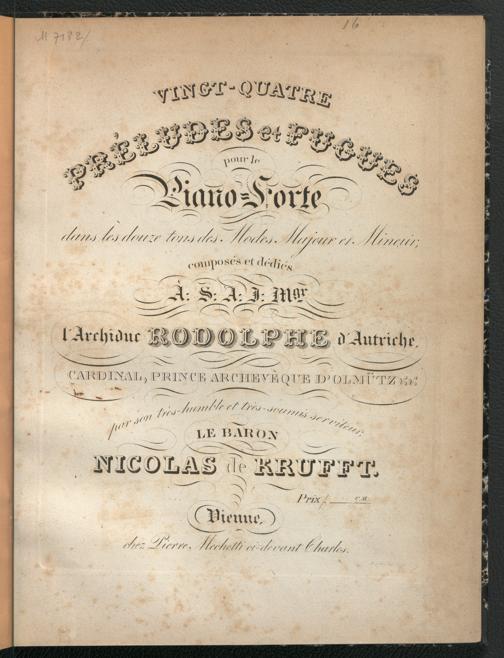 M 7182/
16
VINGT-QUATRE
PRÉLUDES et FUGUES
pour le
Piano=Forte
dans les douze tons des Modes Majeur et Mineur,
composés et dédiés
À: S: A: J: Mgr
l'Archiduc RODOLPHE d'Autriche,
CARDINAL, PRINCE ARCHEVÈQUE D'OLMÜTZ &c:
par son très-humble et très-soumis serviteur,
LE BARON
NICOLAS de KRUFFT.
Prix
Vienne,
chez Pierre Mechetti ci-devant Charles.